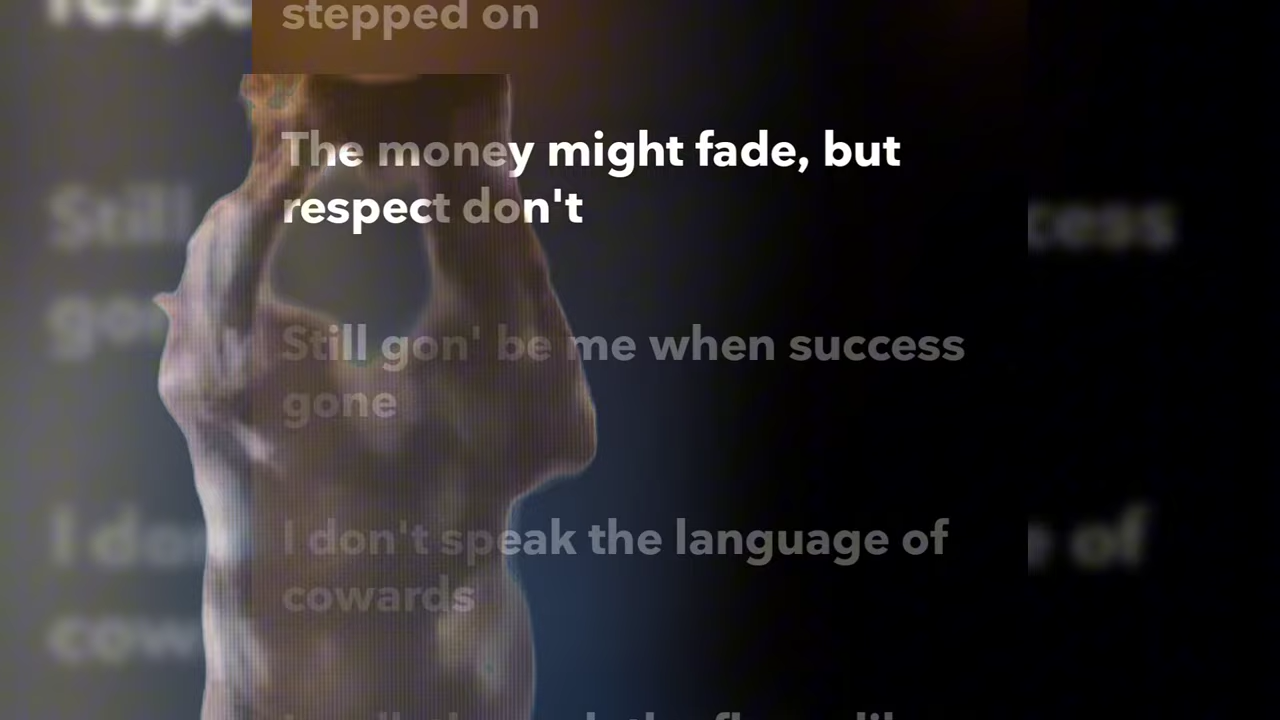 stepped on
The money might fade, but
respect don't
Still gon' be me when success
gone
I don't speak the language of
cowards